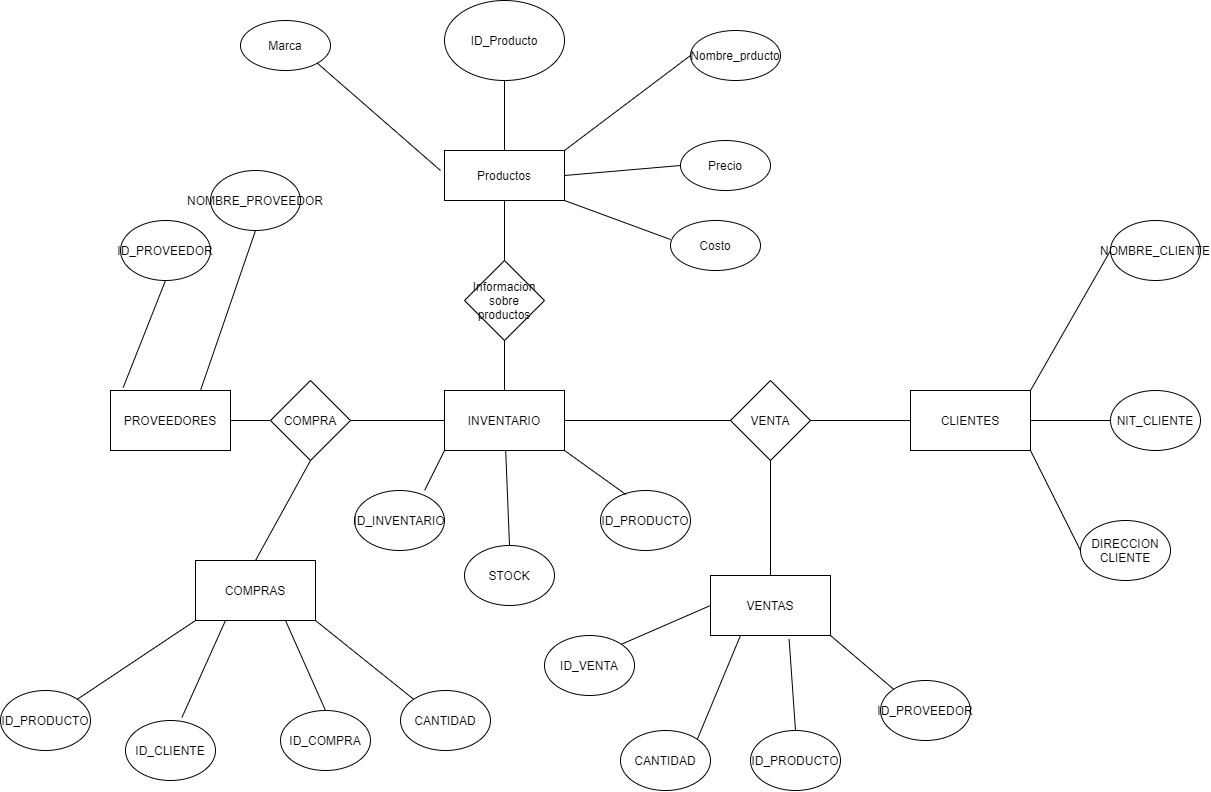 ID_Producto
Marca
Nombre_prducto
Precio
Productos
NOMBRE_PROVEEDOR
Costo
ID_PROVEEDOR
NOMBRE_CLIENTE
Informacion
sobre
productos
PROVEEDORES
COMPRA
INVENTARIO
VENTA
CLIENTES
NIT_CLIENTE
ID_INVENTARIO
ID_PRODUCTO
DIRECCION
CLIENTE
STOCK
COMPRAS
VENTAS
ID_VENTA
ID_PRODUCTO
ID_CLIENTE
ID_COMPRA
CANTIDAD
ID_PROVEEDOR
CANTIDAD
ID_PRODUCTO